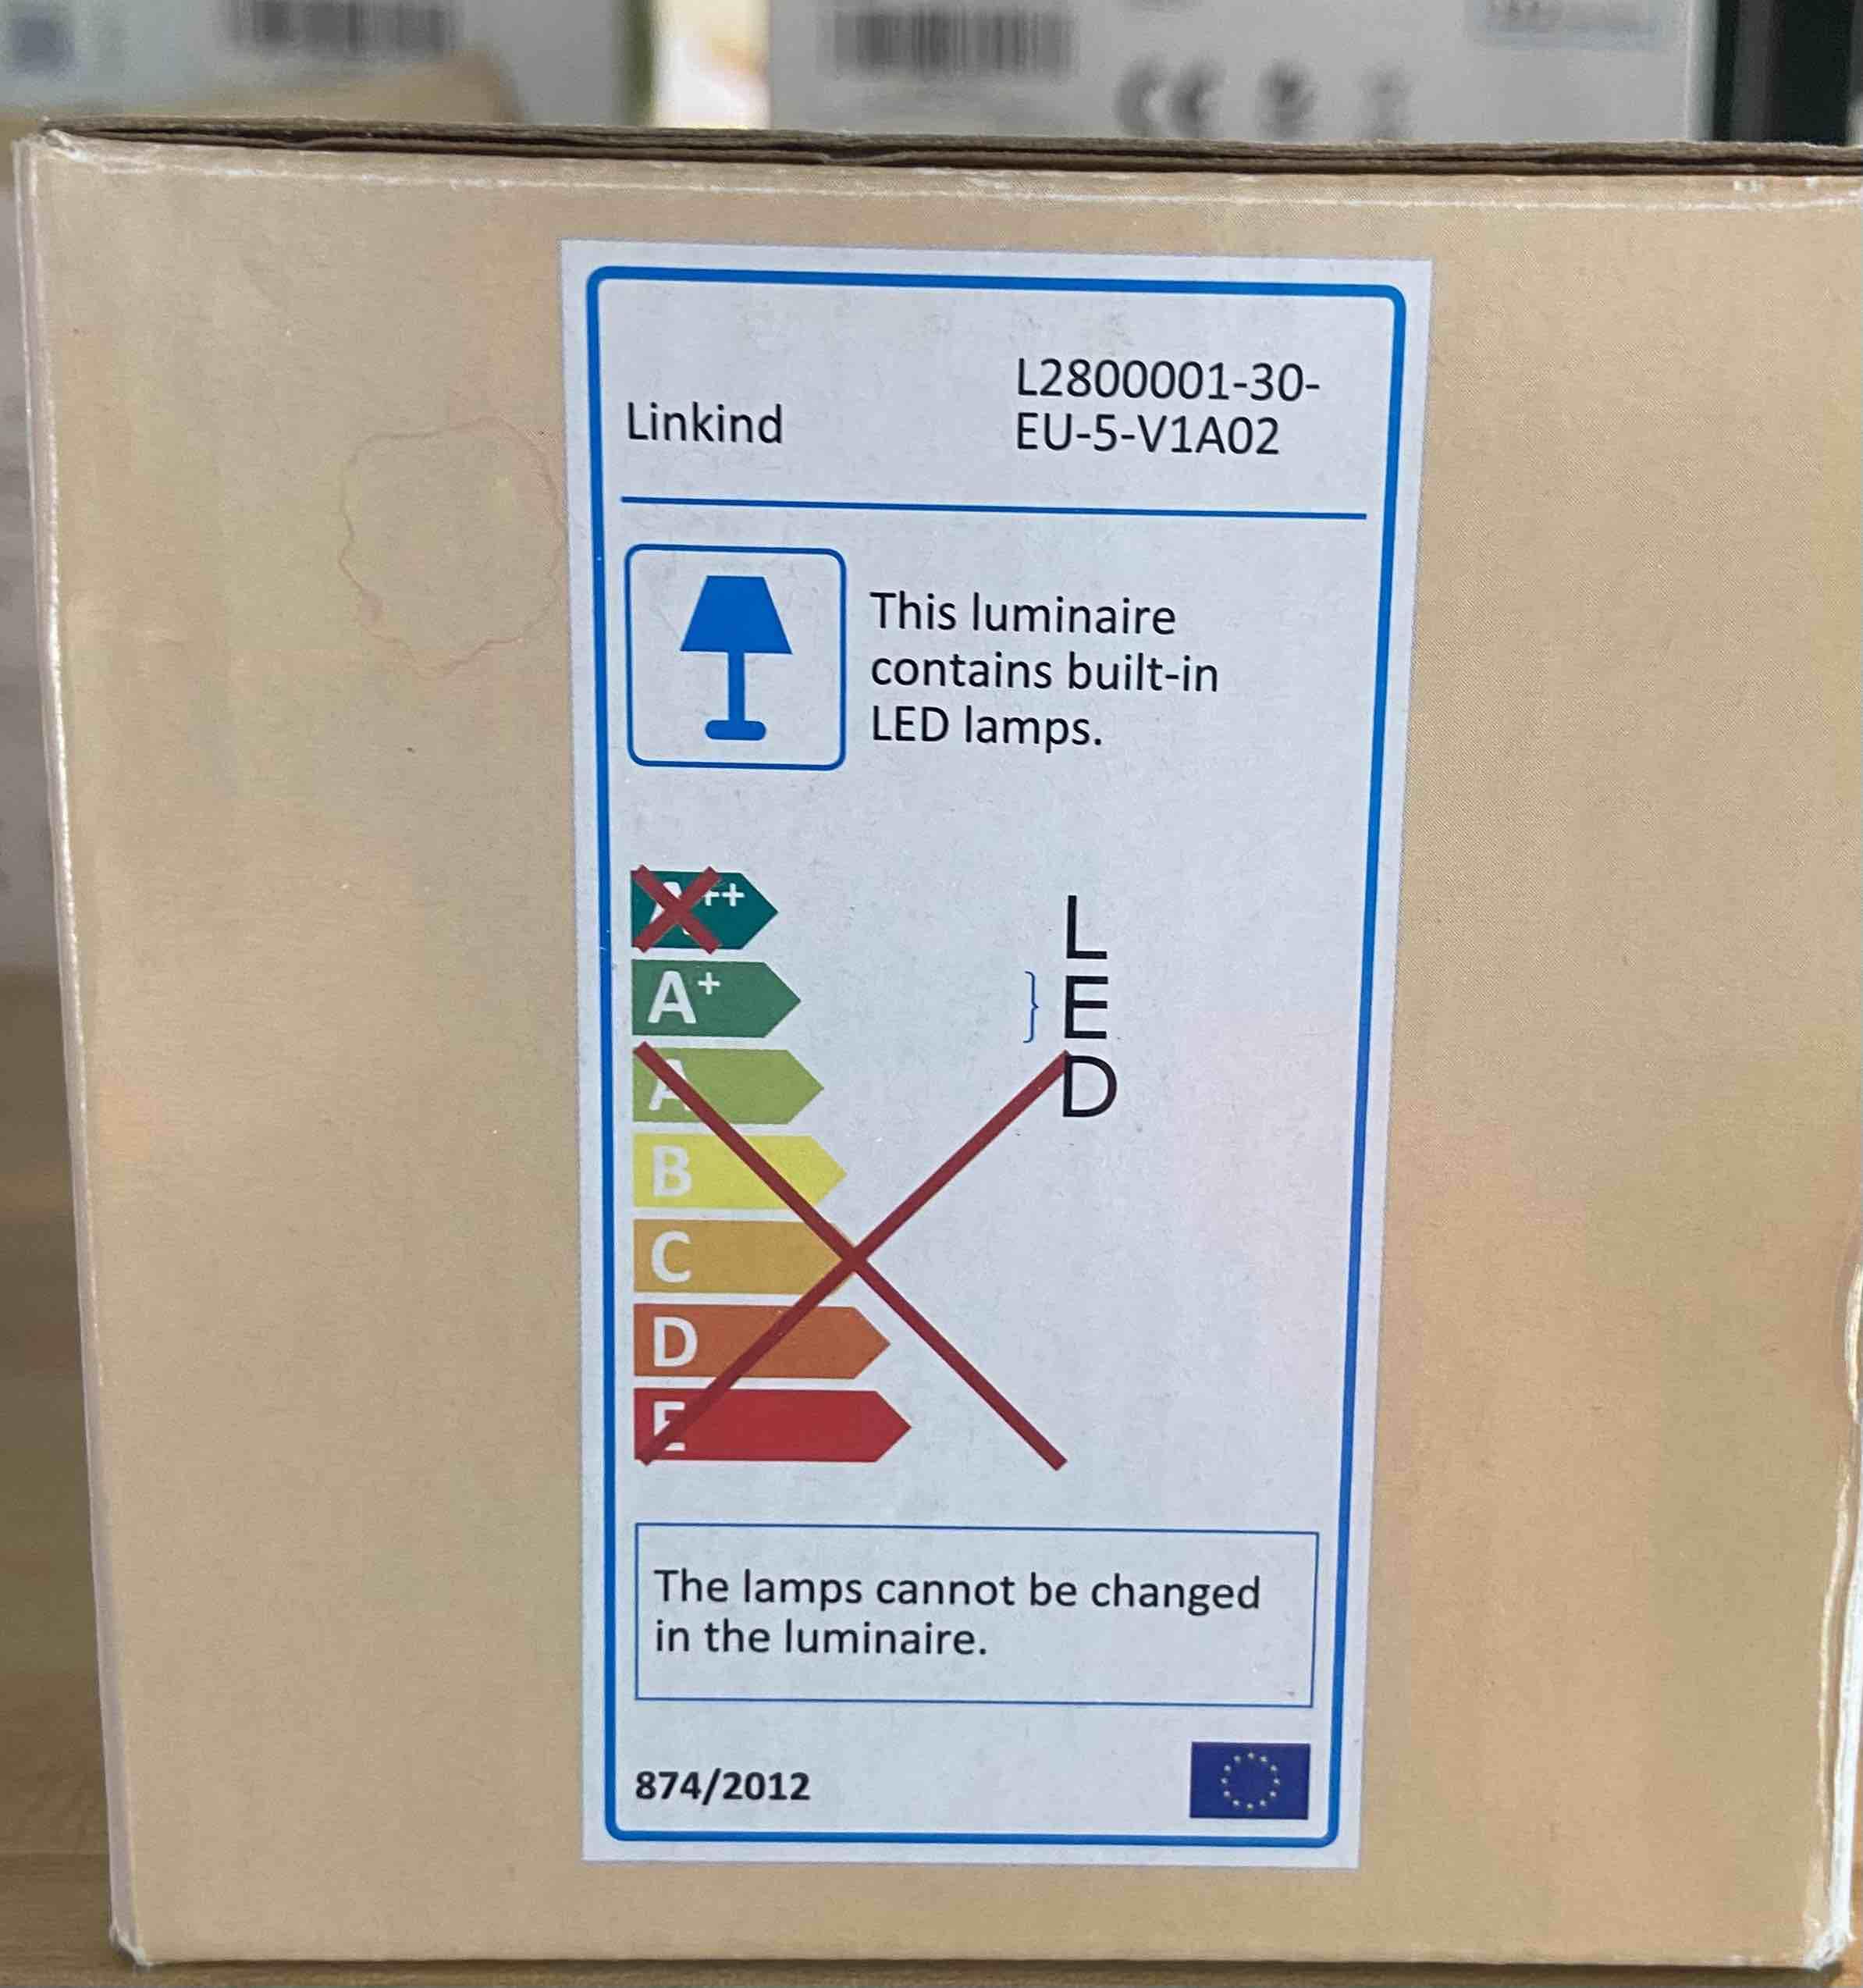 Linkind
L2800001-30-
EU-5-V1A02
This luminaire
contains built-in
LED lamps.
A++
A+
A
B
C
D
E
}
L
E
D
The lamps cannot be changed
in the luminaire.
874/2012